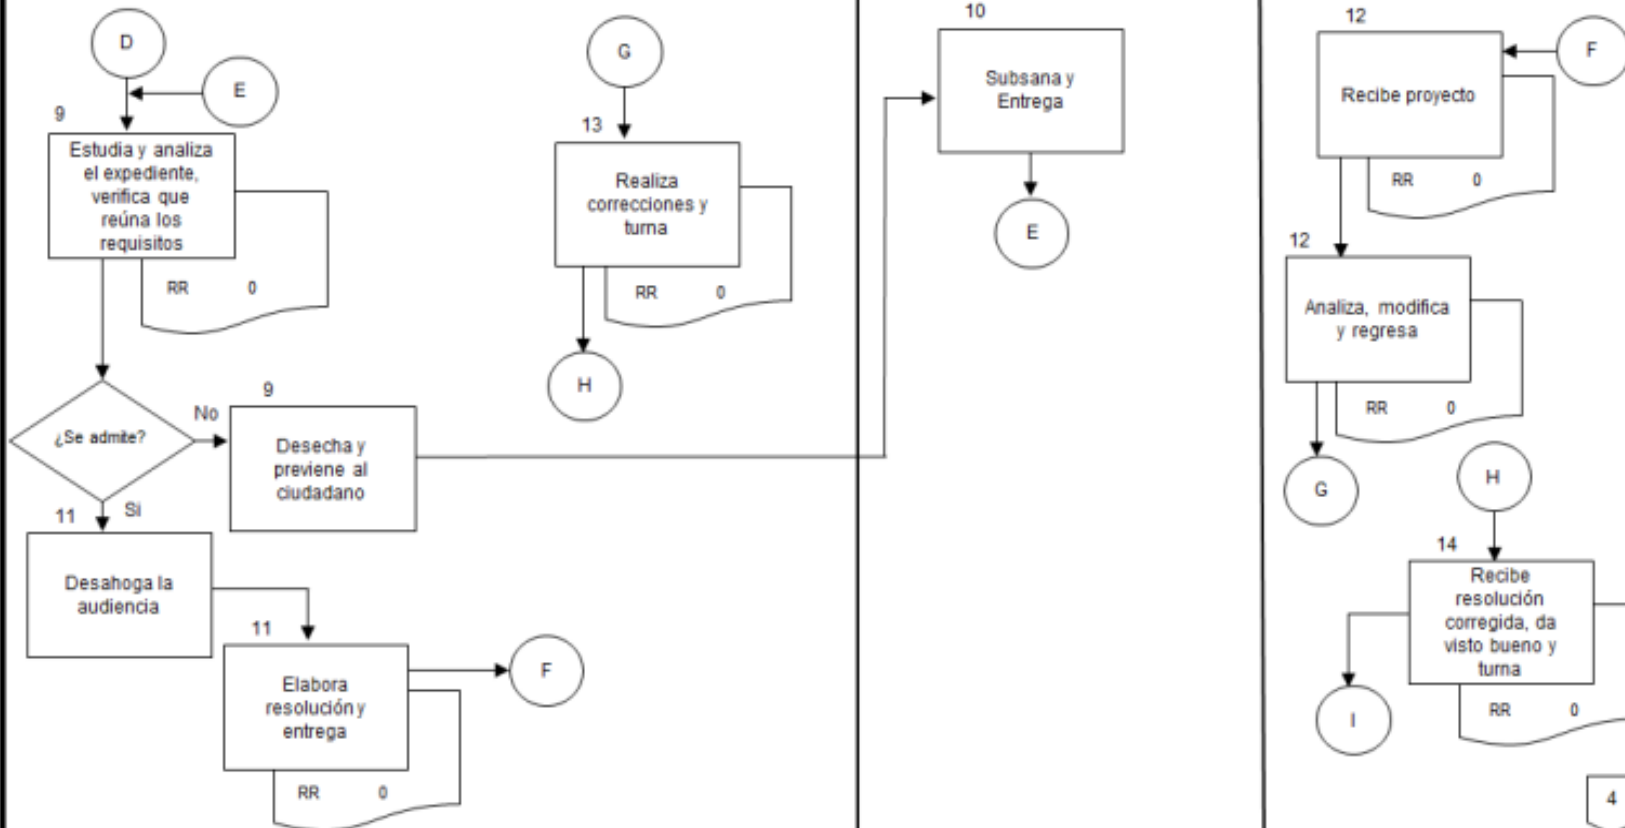 D
E
9
Estudia y analiza
el expediente,
verifica que
reúna los
requisitos
RR 0
¿Se admite?
No
9
Desecha y
previene al
ciudadano
Si
11
Desahoga la
audiencia
11
Elabora
resolución y
entrega
RR 0
F
G
13
Realiza
correcciones y
turna
RR 0
H
10
Subsana y
Entrega
E
12
F
Recibe proyecto
RR 0
12
Analiza, modifica
y regresa
RR 0
G
H
14
Recibe
resolución
corregida, da
visto bueno y
turna
RR 0
I
4